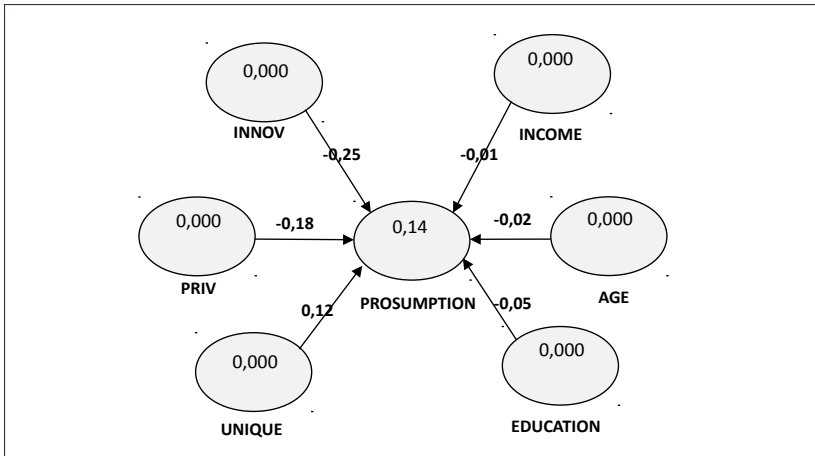 0,000
INNOV
0,000
INCOME
-0,25
-0,01
0,000
PRIV
-0,18
0,14
PROSUMPTION
-0,02
0,000
AGE
0,12
-0,05
0,000
UNIQUE
0,000
EDUCATION